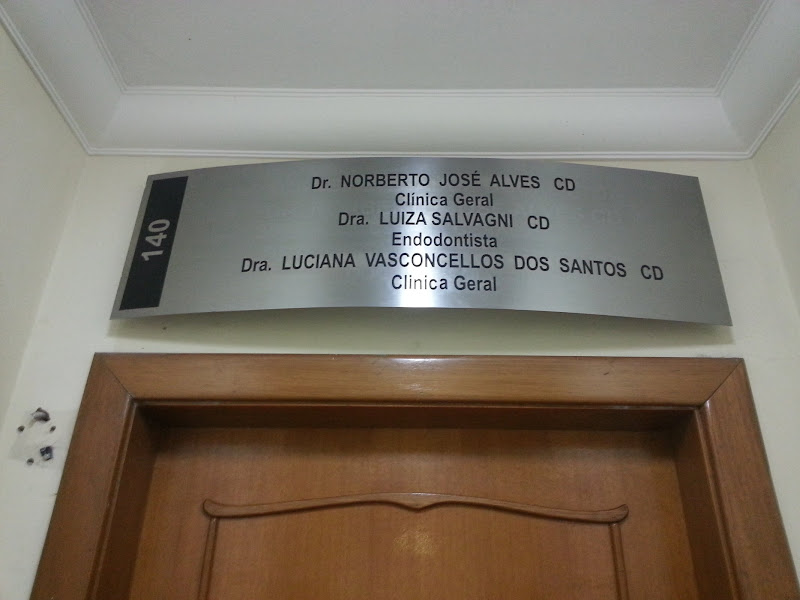 140
Dr. NORBERTO JOSÉ ALVES CD
Clínica Geral
Dra. LUIZA SALVAGNI CD
Endodontista
Dra. LUCIANA VASCONCELLOS DOS SANTOS CD
Clinica Geral